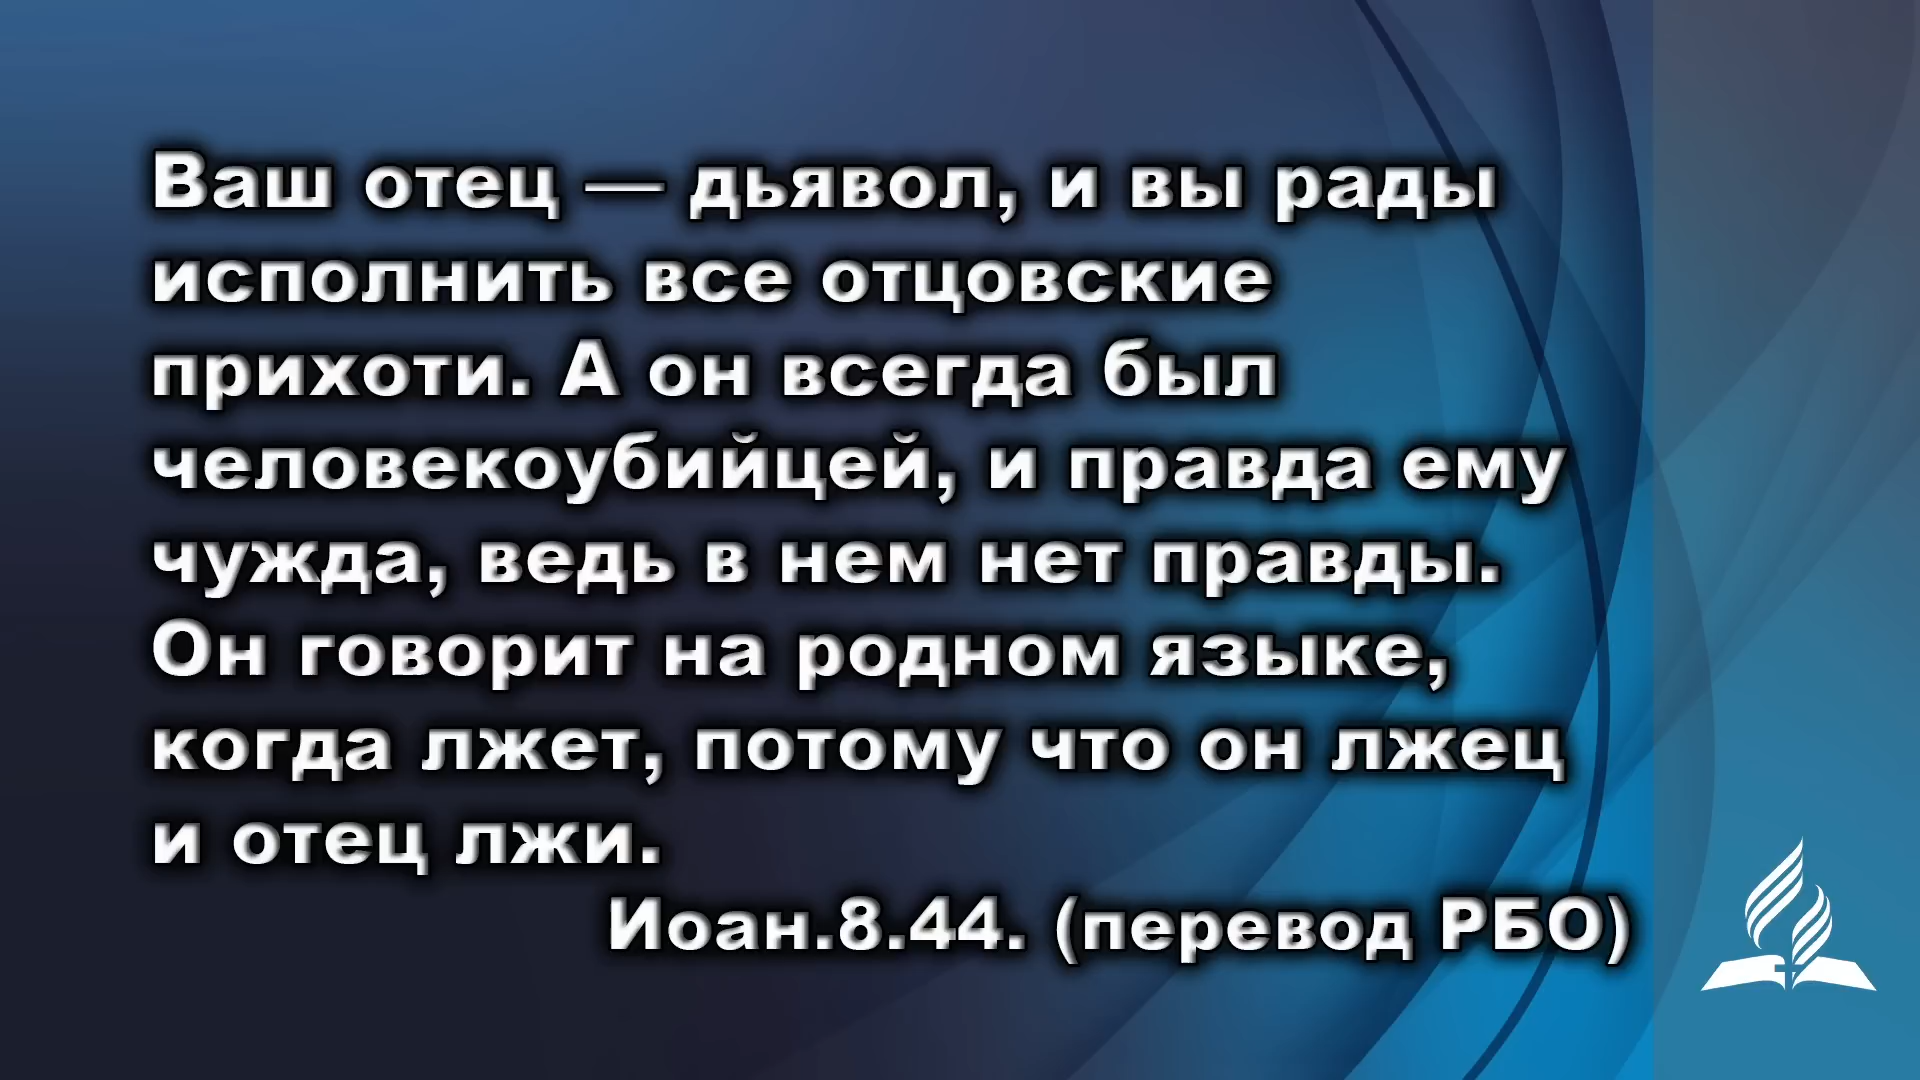 Ваш отец — дьявол, и вы рады
исполнить все отцовские
прихоти. А он всегда был
человекоубийцей, и правда ему
чужда, ведь в нем нет правды.
Он говорит на родном языке,
когда лжет, потому что он лжец
и отец лжи.
Иоан.8.44. (перевод РБО)